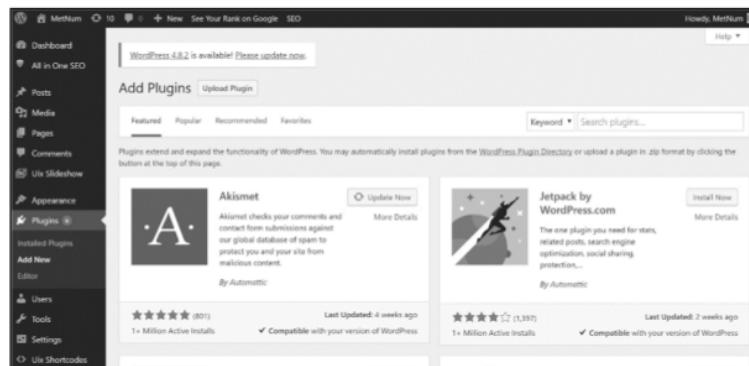 MetNum 10 0 + New See Your Rank on Google SEO Howdy, MetNum
Help ▼
Dashboard
All in One SEO
Posts
Media
Pages
Comments
Uix Slideshow
Appearance
Plugins
Installed Plugins
Add New
Editor
Users
Tools
Settings
Uix Shortcodes
WordPress 4.8.2 is available! Please update now.
Add Plugins Upload Plugin
Featured Popular Recommended Favorites Keyword ▼ Search plugins...
Plugins extend and expand the functionality of WordPress. You may automatically install plugins from the WordPress Plugin Directory or upload a plugin in .zip format by clicking the
button at the top of this page.
·A·
Akismet
Update Now
More Details
Akismet checks your comments and
contact form submissions against
our global database of spam to
protect you and your site from
malicious content.
By Automattic
(801)
Last Updated: 4 weeks ago
1+ Million Active Installs
✔ Compatible with your version of WordPress
Jetpack by
WordPress.com
Install Now
More Details
The one plugin you need for stats,
related posts, search engine
optimization, social sharing,
protection,...
By Automattic
(1,397)
Last Updated: 2 weeks ago
1+ Million Active Installs
✔ Compatible with your version of WordPress